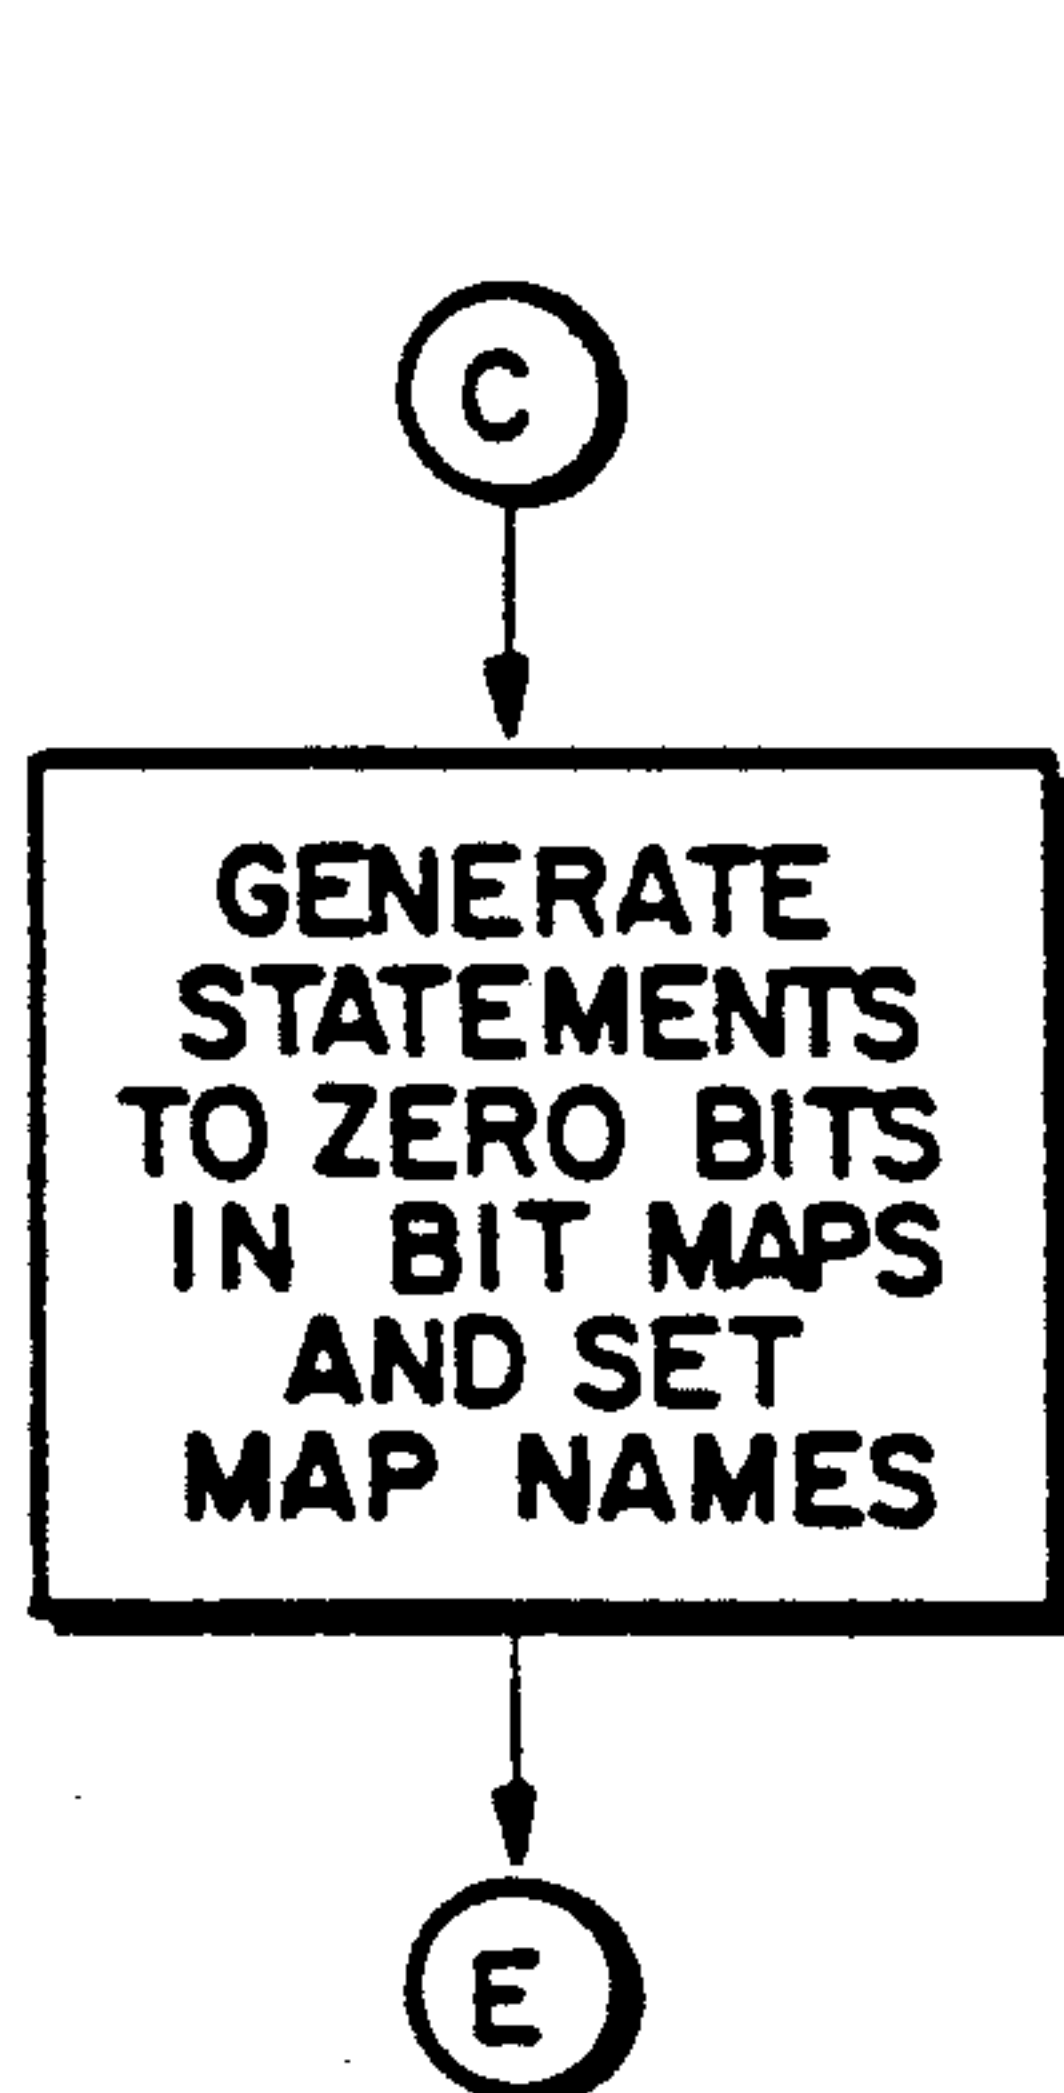 C
GENERATE
STATEMENTS
TO ZERO BITS
IN BIT MAPS
AND SET
MAP NAMES
E